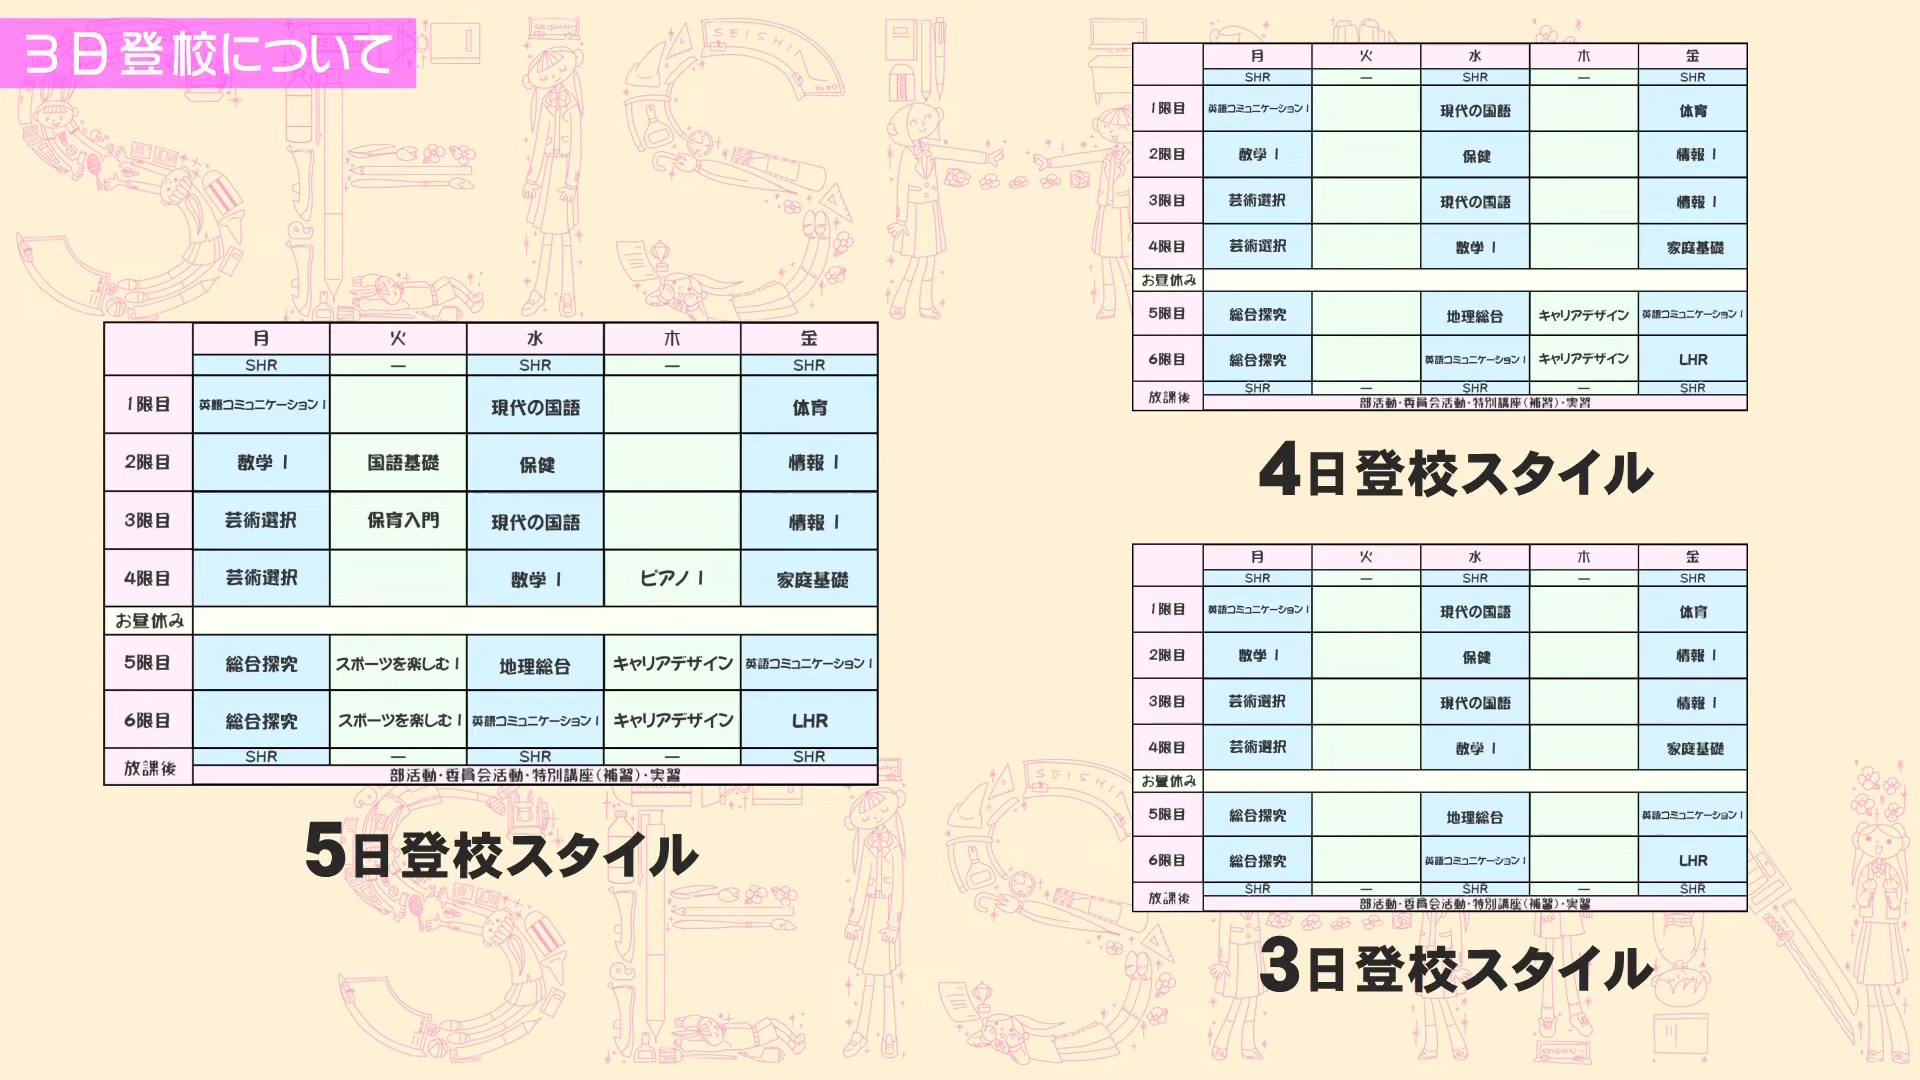 3日登校について
月 火 水 木 金
SHR — SHR — SHR
1限目 英語コミュニケーションⅠ 現代の国語 体育
2限目 数学Ⅰ 国語基礎 保健 情報Ⅰ
3限目 芸術選択 保育入門 現代の国語 情報Ⅰ
4限目 芸術選択 数学Ⅰ ピアノⅠ 家庭基礎
お昼休み
5限目 総合探究 スポーツを楽しむⅠ 地理総合 キャリアデザイン 英語コミュニケーションⅠ
6限目 総合探究 スポーツを楽しむⅠ 英語コミュニケーションⅠ キャリアデザイン LHR
放課後 SHR — SHR — SHR
部活動・委員会活動・特別講座(補習)・実習
5日登校スタイル
月 火 水 木 金
SHR — SHR — SHR
1限目 英語コミュニケーションⅠ 現代の国語 体育
2限目 数学Ⅰ 保健 情報Ⅰ
3限目 芸術選択 現代の国語 情報Ⅰ
4限目 芸術選択 数学Ⅰ 家庭基礎
お昼休み
5限目 総合探究 地理総合 キャリアデザイン 英語コミュニケーションⅠ
6限目 総合探究 英語コミュニケーションⅠ キャリアデザイン LHR
放課後 SHR — SHR — SHR
部活動・委員会活動・特別講座(補習)・実習
4日登校スタイル
月 火 水 木 金
SHR — SHR — SHR
1限目 英語コミュニケーションⅠ 現代の国語 体育
2限目 数学Ⅰ 保健 情報Ⅰ
3限目 芸術選択 現代の国語 情報Ⅰ
4限目 芸術選択 数学Ⅰ 家庭基礎
お昼休み
5限目 総合探究 地理総合 英語コミュニケーションⅠ
6限目 総合探究 英語コミュニケーションⅠ LHR
放課後 SHR — SHR — SHR
部活動・委員会活動・特別講座(補習)・実習
3日登校スタイル
SEISHIN
SEISHIN
SEISHIN
SEISHIN